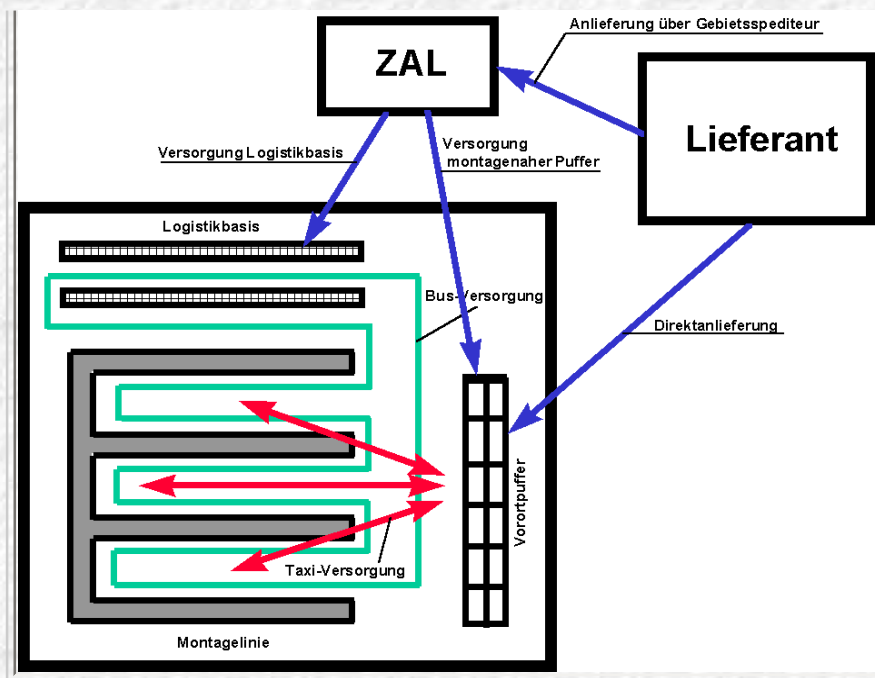 Anlieferung über Gebietsspediteur
ZAL
Lieferant
Versorgung Logistikbasis
Versorgung
montagenaher Puffer
Logistikbasis
Bus-Versorgung
Direktanlieferung
Vorortpuffer
Taxi-Versorgung
Montagelinie